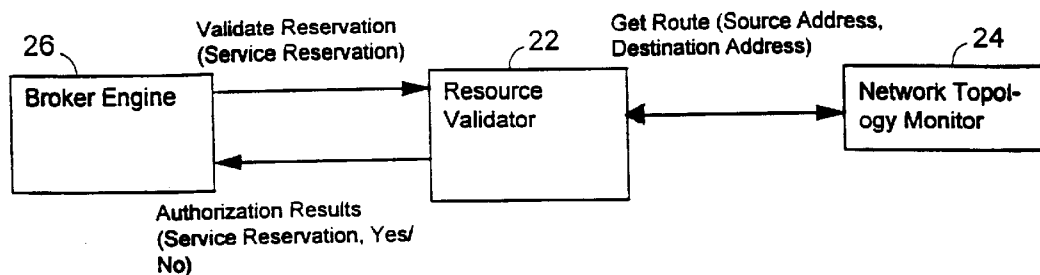 26
Validate Reservation
(Service Reservation)
22
Get Route (Source Address,
Destination Address)
24
Broker Engine
Resource
Validator
Network Topol-
ogy Monitor
Authorization Results
(Service Reservation, Yes/
No)